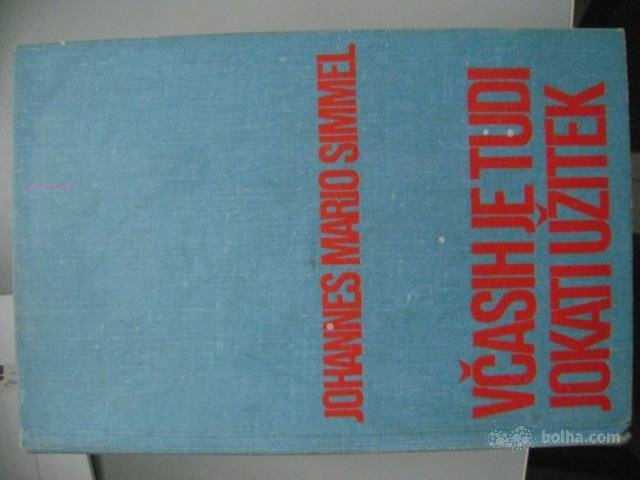 JOHANNES MARIO SIMMEL
VČASIH JE TUDI
JOKATI UŽITEK
bolha.com